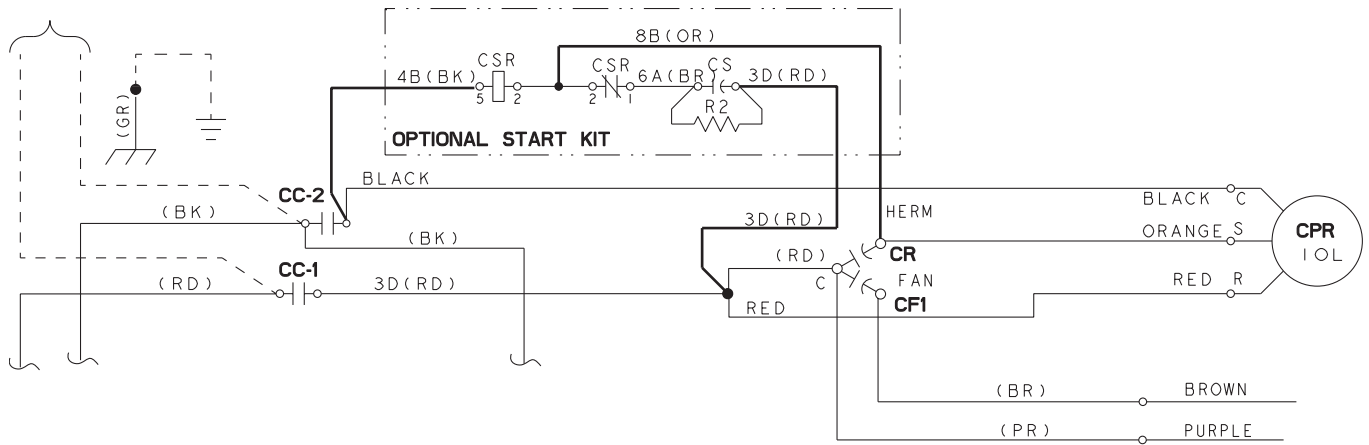 8B(OR)
4B(BK)
CSR
CSR
6A(BR)
CS
3D(RD)
5
2
2
1
R2
(GR)
OPTIONAL START KIT
BLACK
CC-2
(BK)
(BK)
3D(RD)
HERM
BLACK
C
ORANGE
S
CPR
IOL
(RD)
CR
CC-1
(RD)
3D(RD)
C
FAN
RED
R
RED
CF1
(BR)
BROWN
(PR)
PURPLE